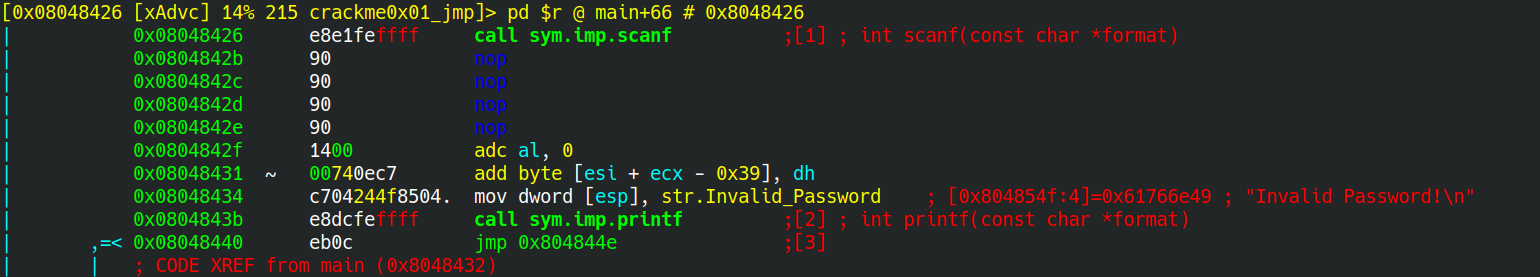 [0x08048426 [xAdvc] 14% 215 crackme0x01_jmp]> pd $r @ main+66 # 0x8048426
|           0x08048426      e8e1feffff     call sym.imp.scanf          ;[1] ; int scanf(const char *format)
|           0x0804842b      90             nop
|           0x0804842c      90             nop
|           0x0804842d      90             nop
|           0x0804842e      90             nop
|           0x0804842f      1400           adc al, 0
|           0x08048431  ~   00740ec7       add byte [esi + ecx - 0x39], dh
|           0x08048434      c704244f8504.  mov dword [esp], str.Invalid_Password    ; [0x804854f:4]=0x61766e49 ; "Invalid Password!\n"
|           0x0804843b      e8dcfeffff     call sym.imp.printf         ;[2] ; int printf(const char *format)
|       ,=< 0x08048440      eb0c           jmp 0x804844e               ;[3]
|       |   ; CODE XREF from main (0x8048432)